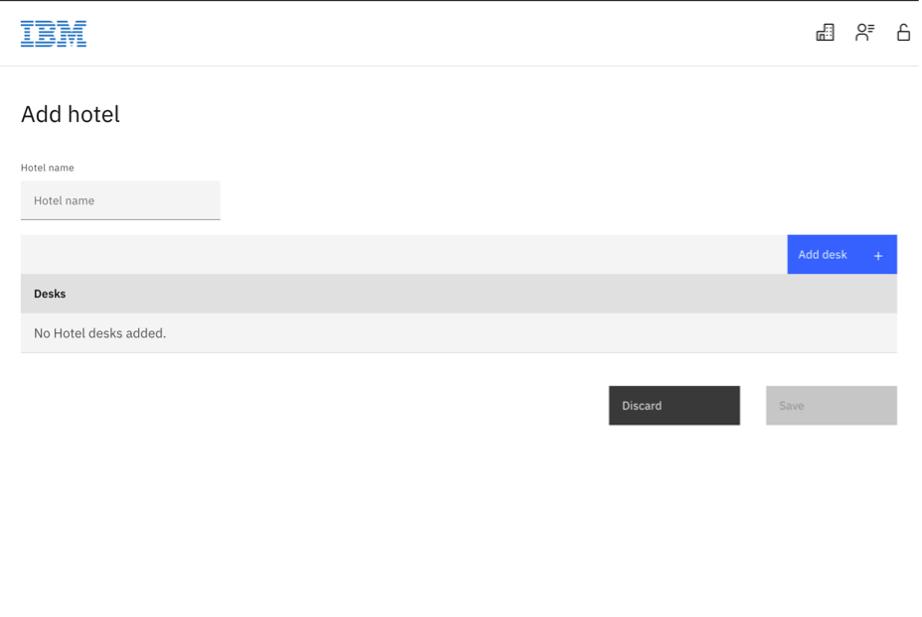 IBM
Add hotel
Hotel name
Hotel name
Add desk +
Desks
No Hotel desks added.
Discard
Save